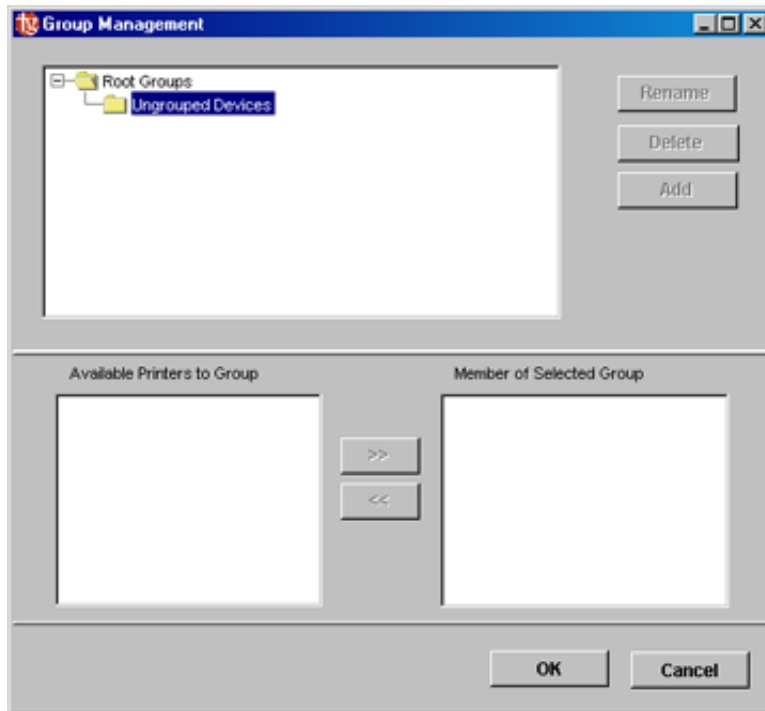 Group Management
Root Groups
Ungrouped Devices
Rename
Delete
Add
Available Printers to Group
Member of Selected Group
>>
<<
OK
Cancel